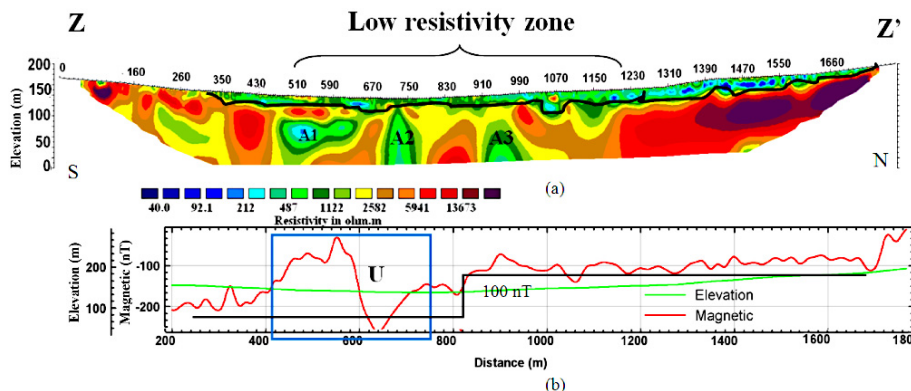 Z
Low resistivity zone
Z’
0 160 260 350 430 510 590 670 750 830 910 990 1070 1150 1230 1310 1390 1470 1550 1660
Elevation (m)
200
150
100
50
0
A1 A2 A3
S
N
(a)
40.0 92.1 212 487 1122 2582 5941 13673
Resistivity in ohm.m
Elevation (m)
200
100
Magnetic (nT)
-100
-200
U
100 nT
Elevation
Magnetic
200 400 600 800 1000 1200 1400 1600 180
Distance (m)
(b)